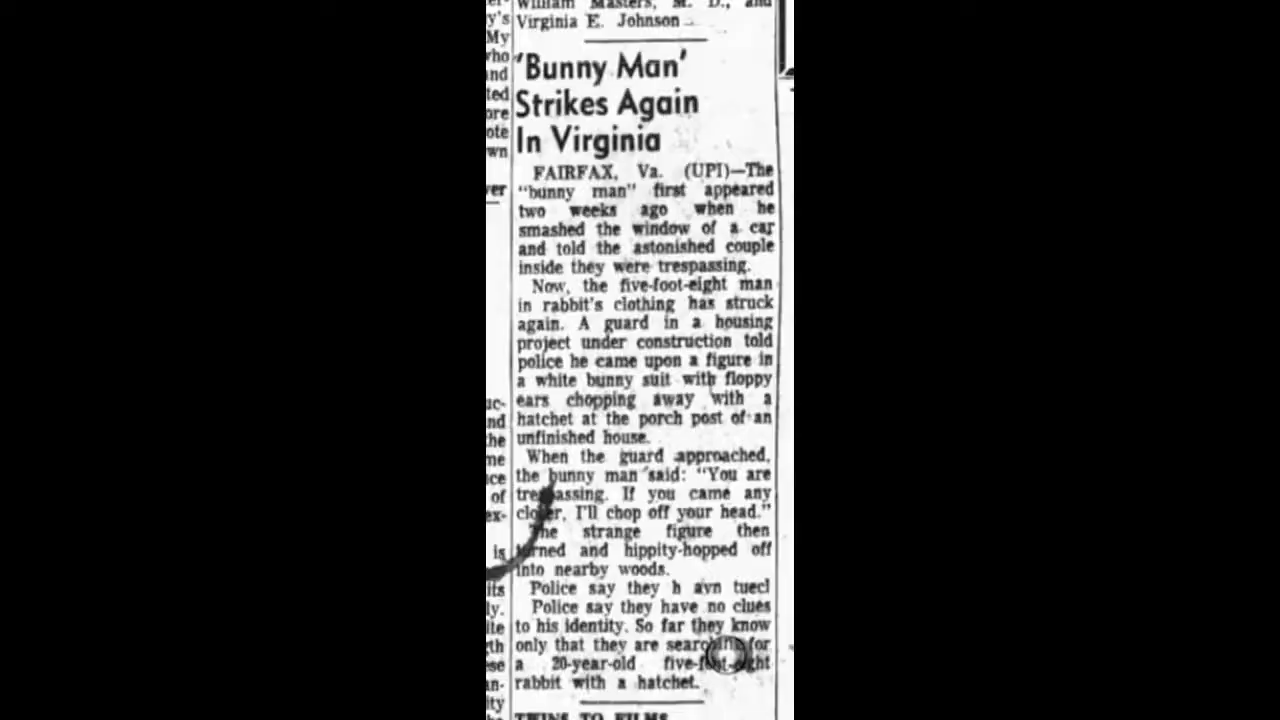 William Masters, M. D., and
Virginia E. Johnson
'Bunny Man'
Strikes Again
In Virginia
FAIRFAX, Va. (UPI)—The
"bunny man" first appeared
two weeks ago when he
smashed the window of a car
and told the astonished couple
inside they were trespassing.
Now, the five-foot-eight man
in rabbit's clothing has struck
again. A guard in a housing
project under construction told
police he came upon a figure in
a white bunny suit with floppy
ears chopping away with a
hatchet at the porch post of an
unfinished house.
When the guard approached,
the bunny man said: "You are
trespassing. If you came any
closer, I'll chop off your head."
The strange figure then
turned and hippity-hopped off
into nearby woods.
Police say they h avn tuecl
Police say they have no clues
to his identity. So far they know
only that they are searching for
a 20-year-old five-foot-eight
rabbit with a hatchet.
TWINS TO FILMS